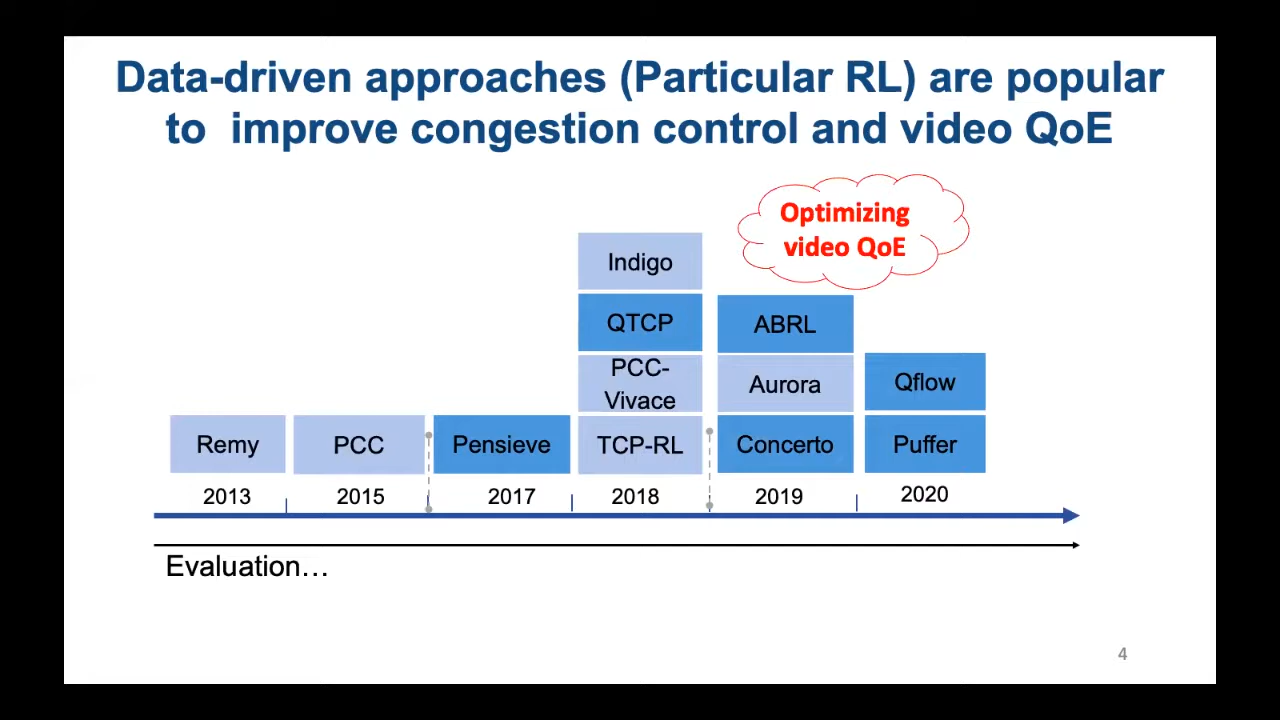 Data-driven approaches (Particular RL) are popular
to improve congestion control and video QoE
Optimizing
video QoE
Indigo
QTCP
ABRL
PCC-
Vivace
Aurora
Qflow
Remy
PCC
Pensieve
TCP-RL
Concerto
Puffer
2013
2015
2017
2018
2019
2020
Evaluation…
4